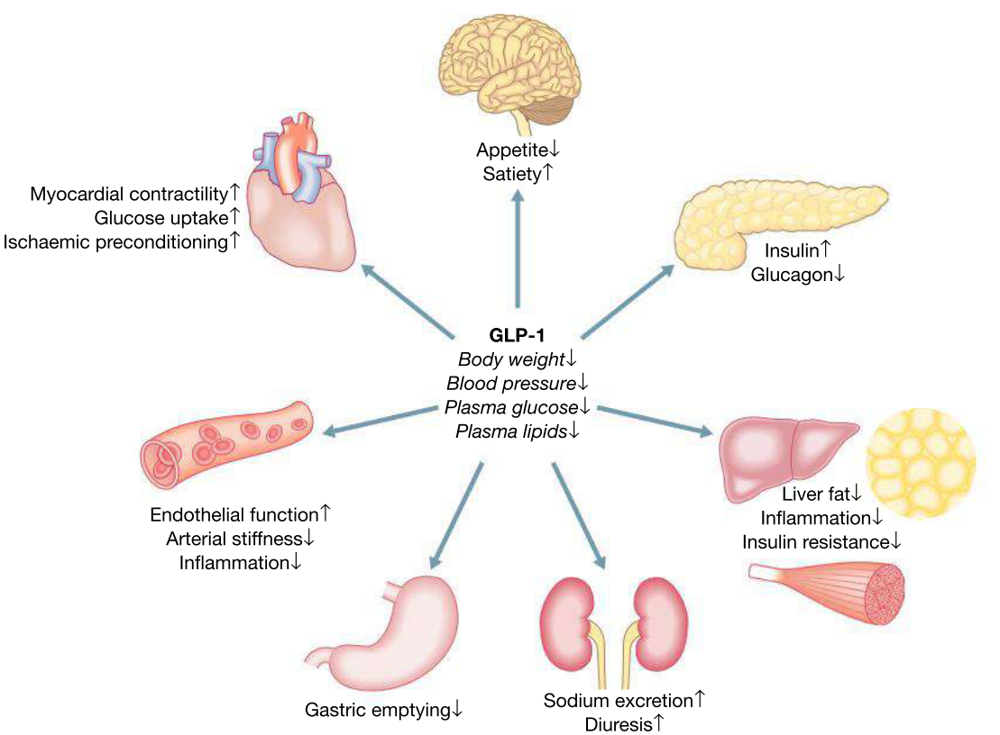 Appetite↓
Satiety↑
Myocardial contractility↑
Glucose uptake↑
Ischaemic preconditioning↑
Insulin↑
Glucagon↓
GLP-1
Body weight↓
Blood pressure↓
Plasma glucose↓
Plasma lipids↓
Endothelial function↑
Arterial stiffness↓
Inflammation↓
Liver fat↓
Inflammation↓
Insulin resistance↓
Gastric emptying↓
Sodium excretion↑
Diuresis↑